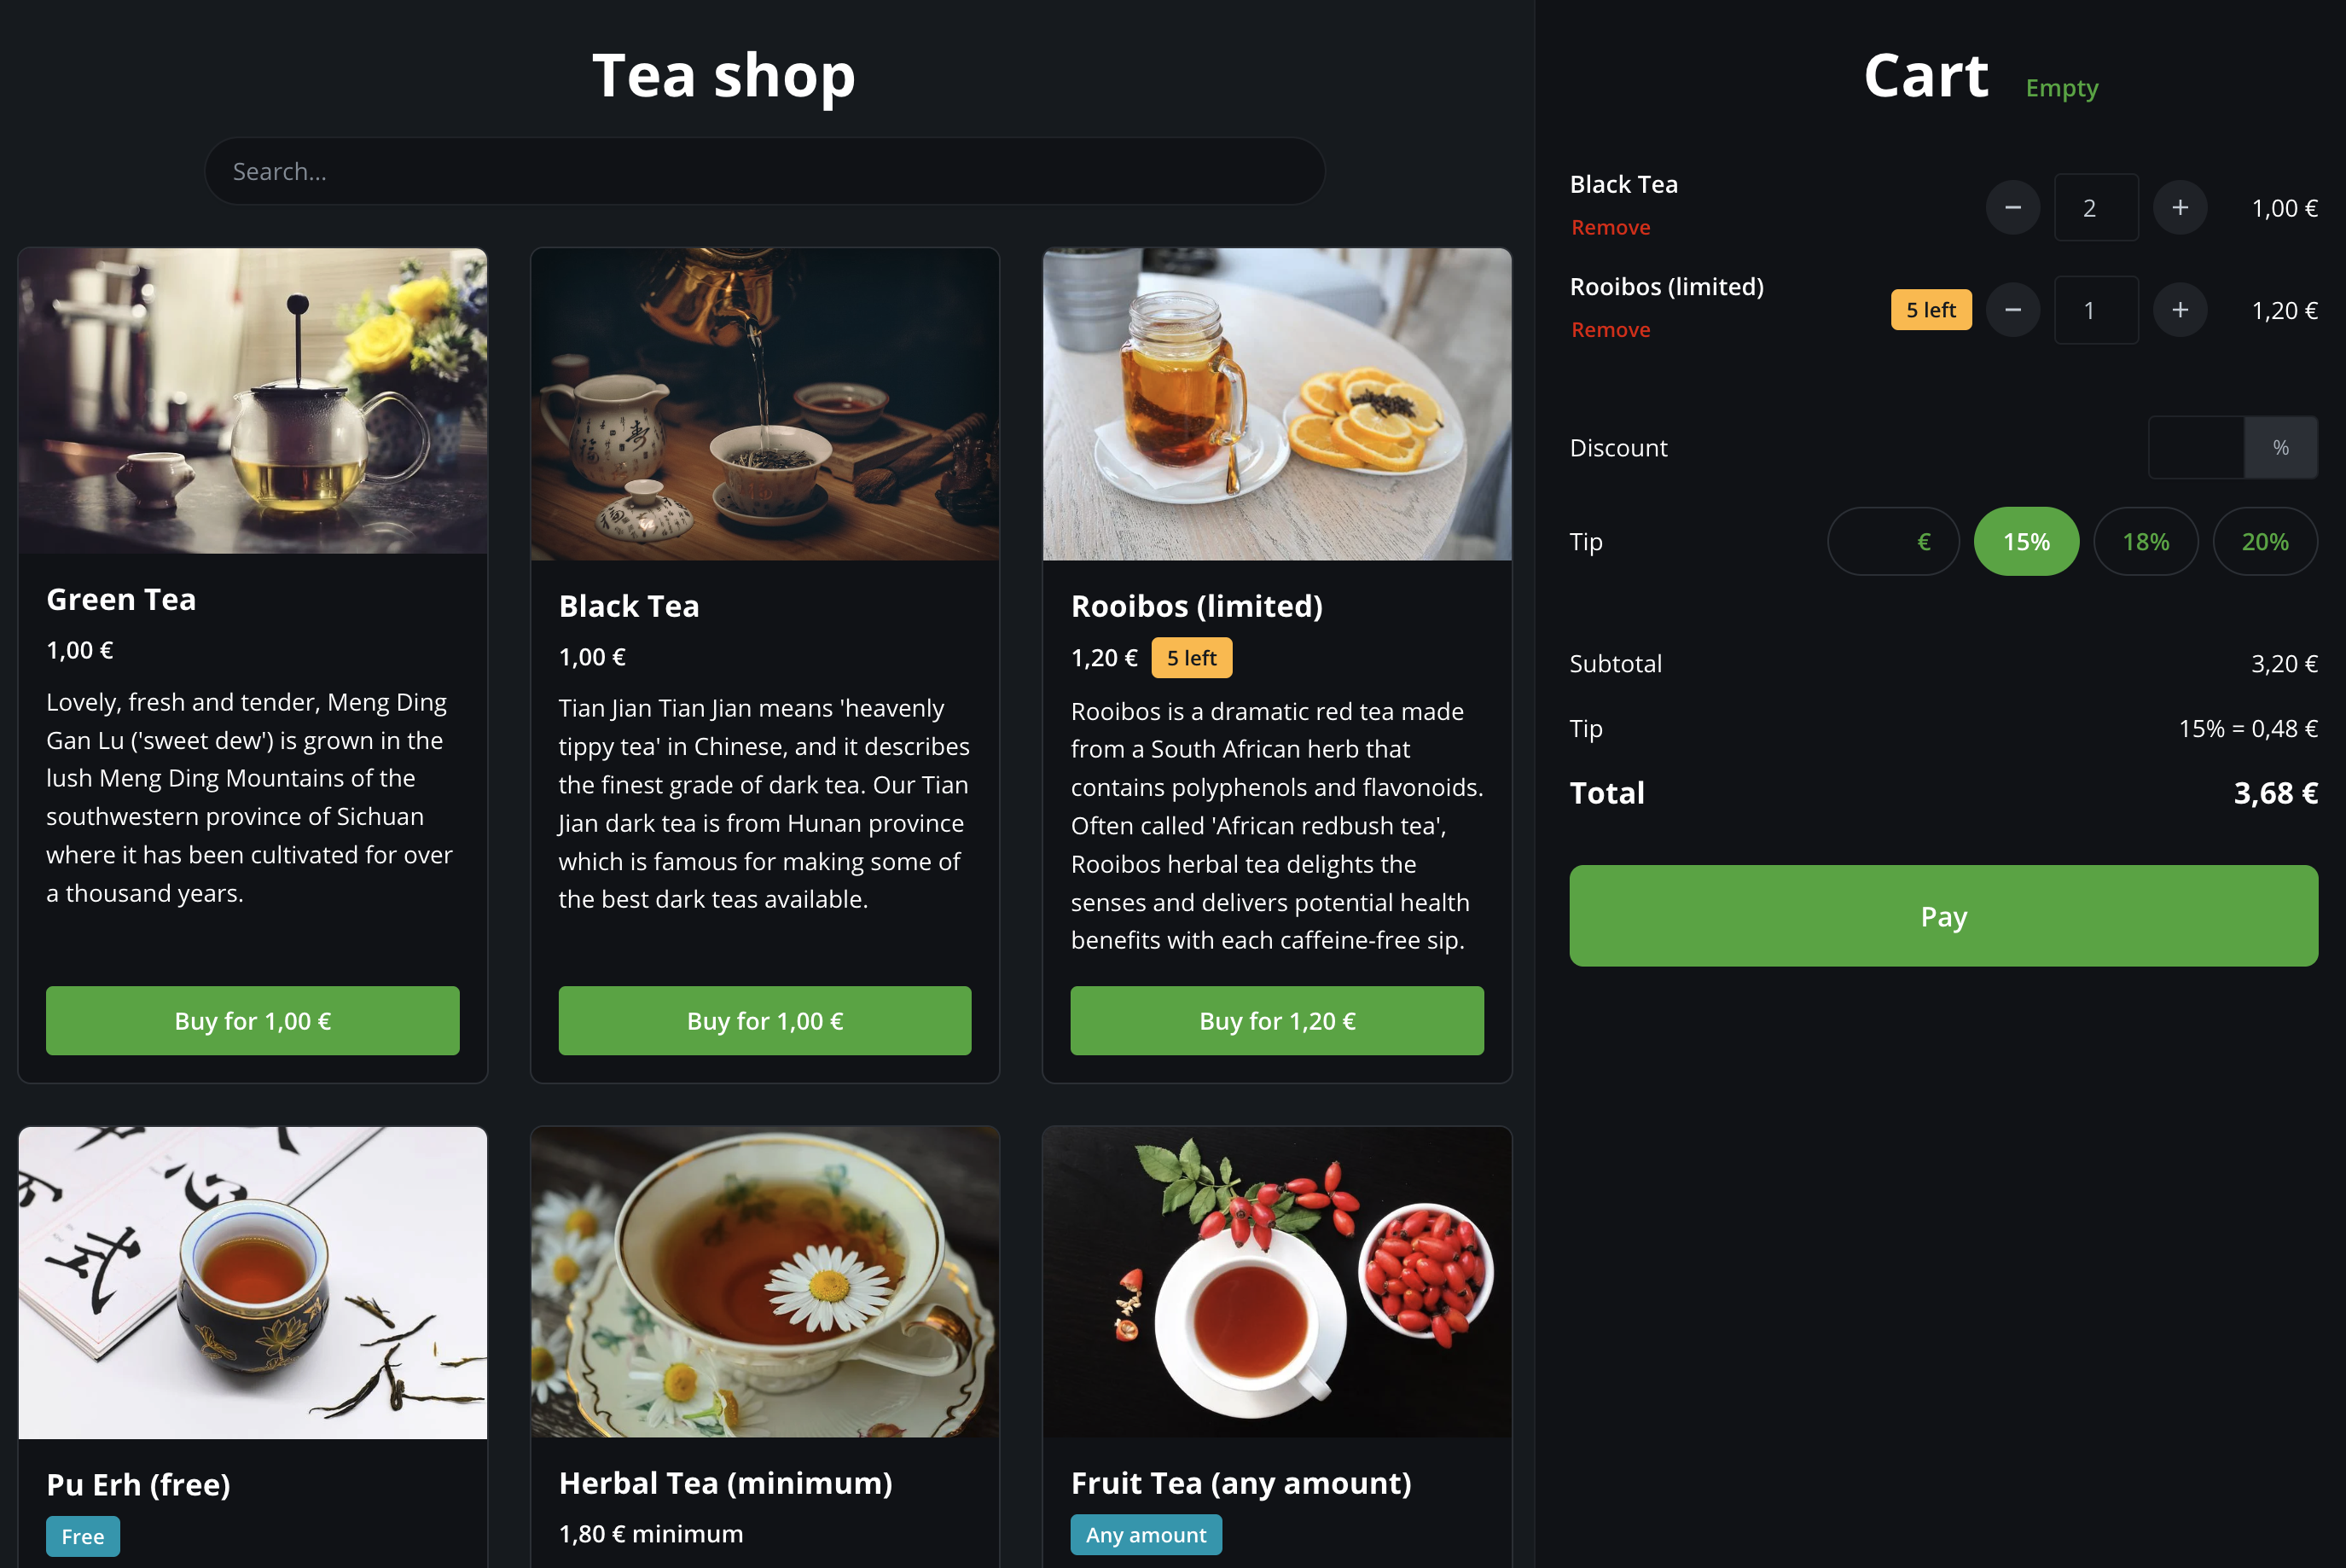 Tea shop
Search...
Green Tea
1,00 €
Lovely, fresh and tender, Meng Ding
Gan Lu ('sweet dew') is grown in the
lush Meng Ding Mountains of the
southwestern province of Sichuan
where it has been cultivated for over
a thousand years.
Buy for 1,00 €
Black Tea
1,00 €
Tian Jian Tian Jian means 'heavenly
tippy tea' in Chinese, and it describes
the finest grade of dark tea. Our Tian
Jian dark tea is from Hunan province
which is famous for making some of
the best dark teas available.
Buy for 1,00 €
Rooibos (limited)
1,20 € 5 left
Rooibos is a dramatic red tea made
from a South African herb that
contains polyphenols and flavonoids.
Often called 'African redbush tea',
Rooibos herbal tea delights the
senses and delivers potential health
benefits with each caffeine-free sip.
Buy for 1,20 €
Pu Erh (free)
Free
Herbal Tea (minimum)
1,80 € minimum
Fruit Tea (any amount)
Any amount
Cart Empty
Black Tea
Remove
− 2 + 1,00 €
Rooibos (limited)
Remove
5 left − 1 + 1,20 €
Discount %
Tip € 15% 18% 20%
Subtotal 3,20 €
Tip 15% = 0,48 €
Total 3,68 €
Pay